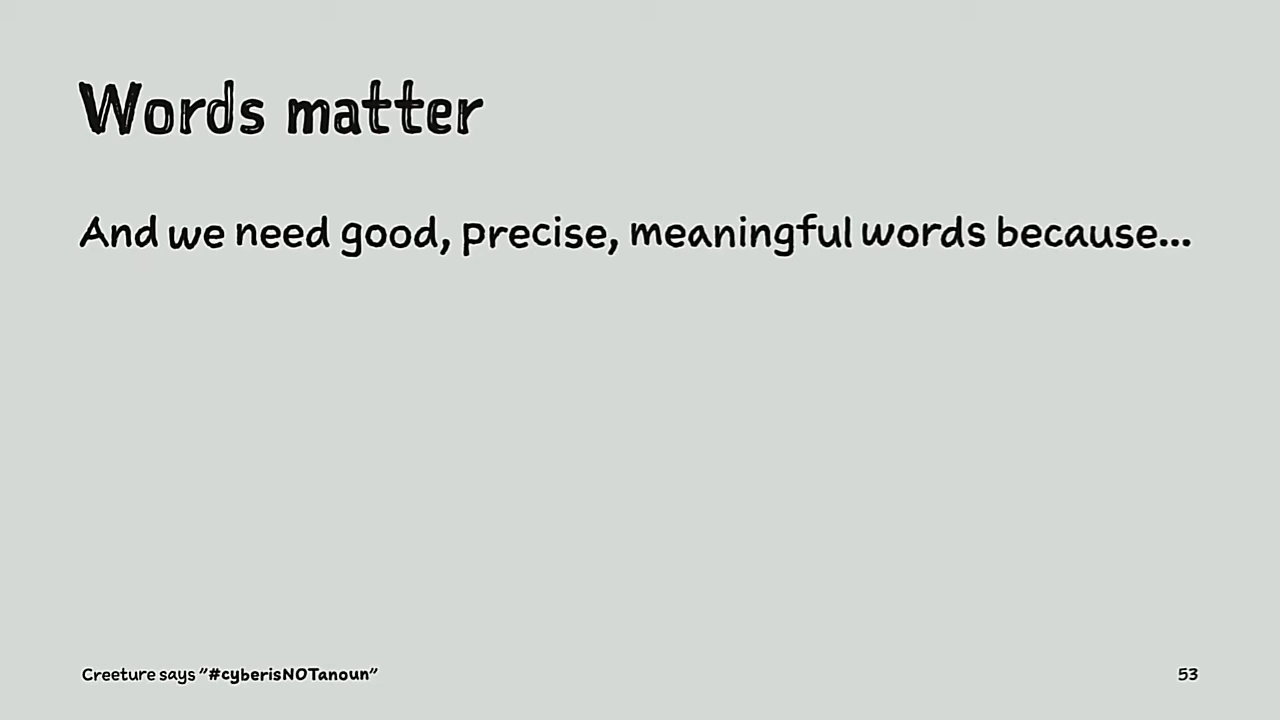 Words matter
And we need good, precise, meaningful words because...
Creeture says "#cyberisNOTanoun"
53